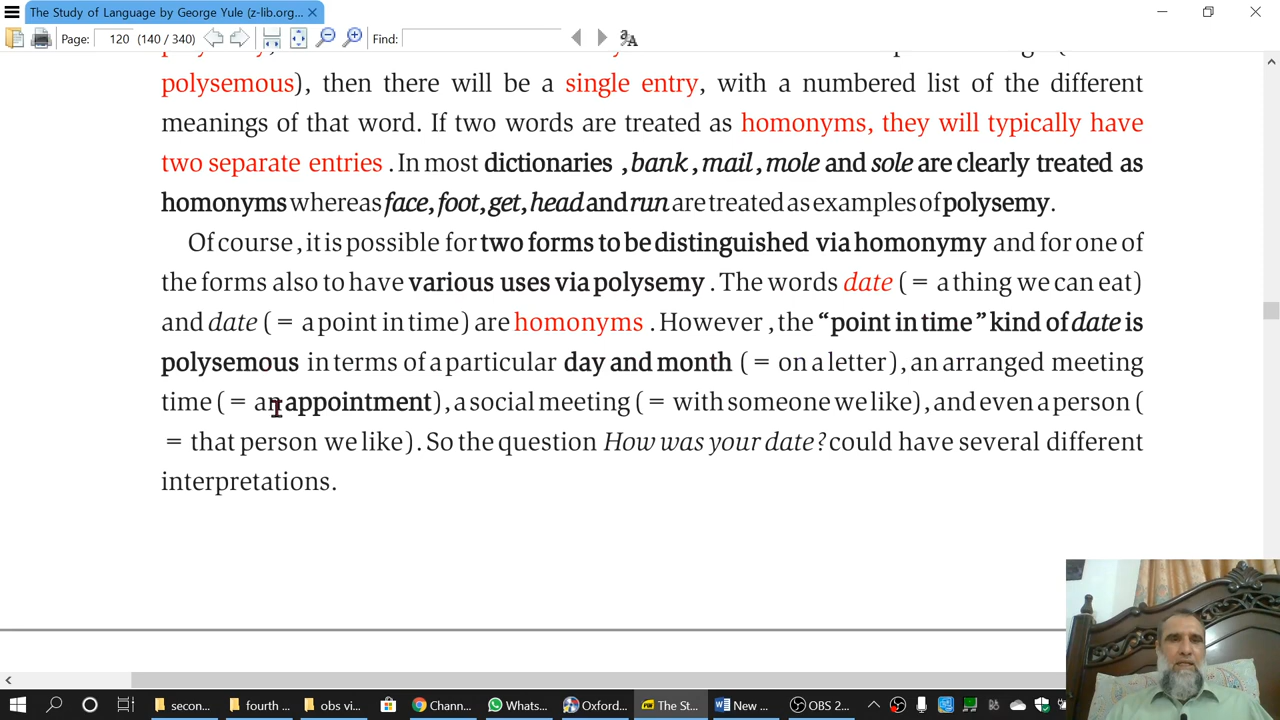 The Study of Language by George Yule (z-lib.org...
Page: 120 (140 / 340) Find:
polysemous), then there will be a single entry, with a numbered list of the different
meanings of that word. If two words are treated as homonyms, they will typically have
two separate entries . In most dictionaries , bank , mail , mole and sole are clearly treated as
homonyms whereas face, foot, get, head and run are treated as examples of polysemy.
Of course , it is possible for two forms to be distinguished via homonymy and for one of
the forms also to have various uses via polysemy . The words date ( = a thing we can eat)
and date ( = a point in time) are homonyms . However , the “point in time” kind of date is
polysemous in terms of a particular day and month ( = on a letter), an arranged meeting
time ( = an appointment), a social meeting ( = with someone we like), and even a person (
= that person we like). So the question How was your date? could have several different
interpretations.
secon... fourth ... obs vi... Chann... Whats... Oxford... The St... New ... OBS 2...